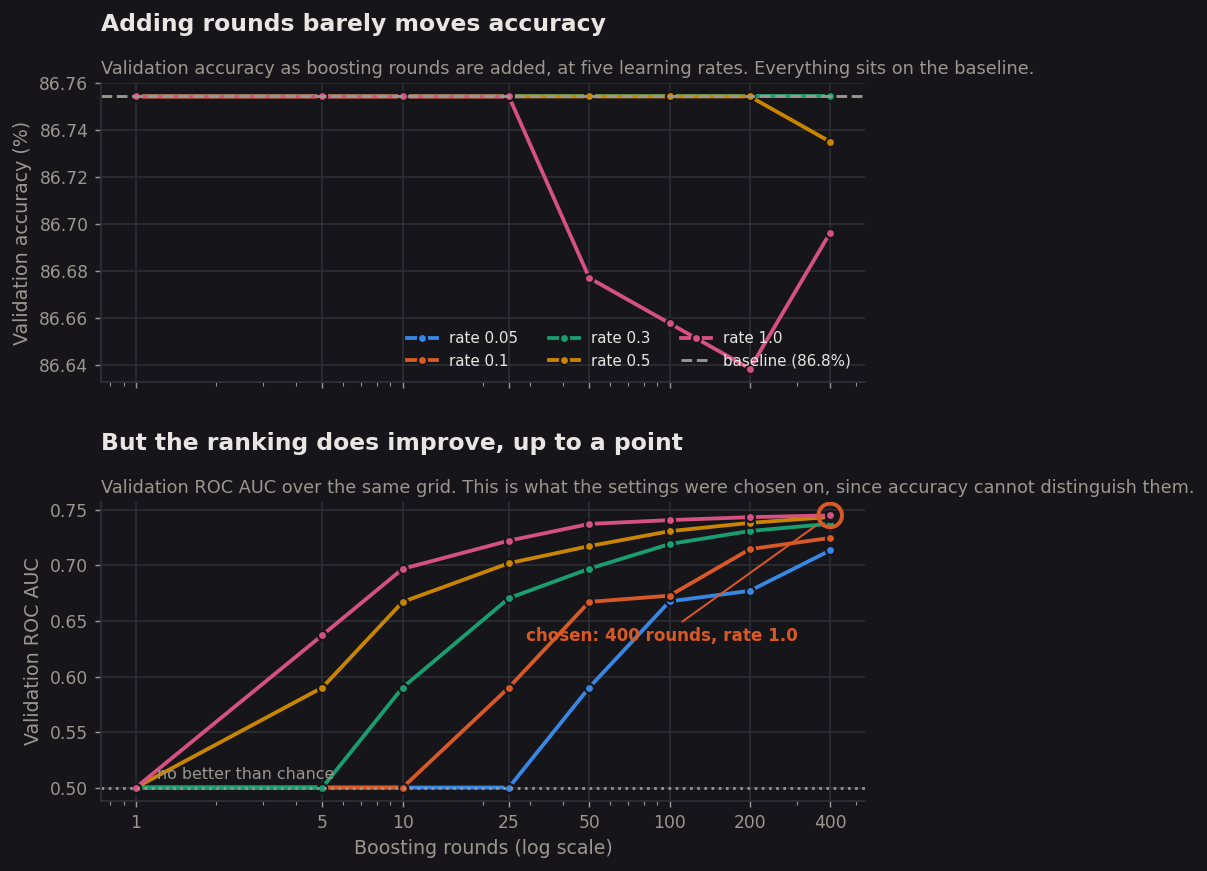 Adding rounds barely moves accuracy
Validation accuracy as boosting rounds are added, at five learning rates. Everything sits on the baseline.
Validation accuracy (%)
86.76
86.74
86.72
86.70
86.68
86.66
86.64
rate 0.05
rate 0.1
rate 0.3
rate 0.5
rate 1.0
baseline (86.8%)
But the ranking does improve, up to a point
Validation ROC AUC over the same grid. This is what the settings were chosen on, since accuracy cannot distinguish them.
Validation ROC AUC
0.75
0.70
0.65
0.60
0.55
0.50
chosen: 400 rounds, rate 1.0
no better than chance
1 5 10 25 50 100 200 400
Boosting rounds (log scale)